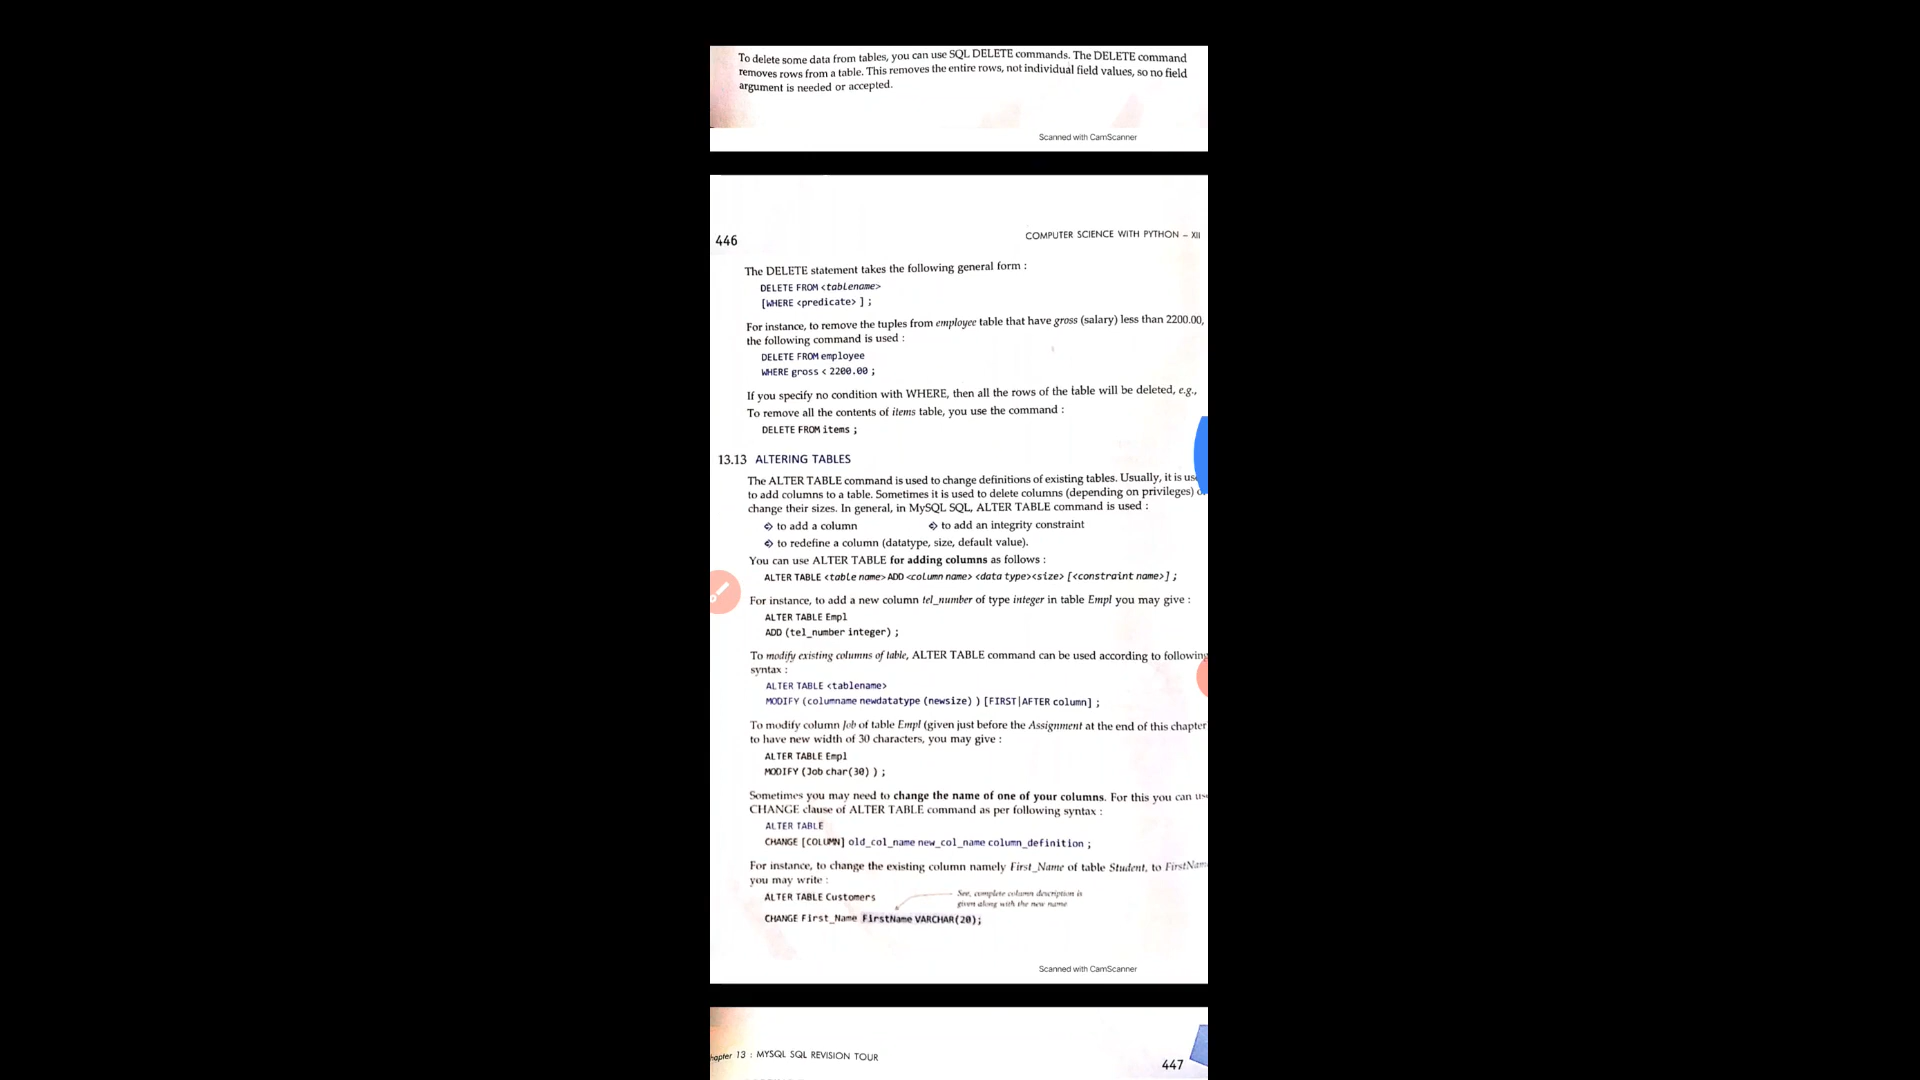 To delete some data from tables, you can use SQL DELETE commands. The DELETE command
removes rows from a table. This removes the entire rows, not individual field values, so no field
argument is needed or accepted.
Scanned with CamScanner
446
COMPUTER SCIENCE WITH PYTHON – XII
The DELETE statement takes the following general form :
DELETE FROM <tablename>
[WHERE <predicate> ] ;
For instance, to remove the tuples from employee table that have gross (salary) less than 2200.00,
the following command is used :
DELETE FROM employee
WHERE gross < 2200.00 ;
If you specify no condition with WHERE, then all the rows of the table will be deleted, e.g.,
To remove all the contents of items table, you use the command :
DELETE FROM items ;
13.13 ALTERING TABLES
The ALTER TABLE command is used to change definitions of existing tables. Usually, it is
to add columns to a table. Sometimes it is used to delete columns (depending on privileges)
change their sizes. In general, in MySQL SQL, ALTER TABLE command is used :
to add a column
to add an integrity constraint
to redefine a column (datatype, size, default value).
You can use ALTER TABLE for adding columns as follows :
ALTER TABLE <table name> ADD <column name> <data type><size> [<constraint name>] ;
For instance, to add a new column tel_number of type integer in table Empl you may give :
ALTER TABLE Empl
ADD (tel_number integer) ;
To modify existing columns of table, ALTER TABLE command can be used according to following
syntax :
ALTER TABLE <tablename>
MODIFY (columname newdatatype (newsize) ) [FIRST|AFTER column] ;
To modify column Job of table Empl (given just before the Assignment at the end of this chapter
to have new width of 30 characters, you may give :
ALTER TABLE Empl
MODIFY (Job char(30) ) ;
Sometimes you may need to change the name of one of your columns. For this you can
CHANGE clause of ALTER TABLE command as per following syntax :
ALTER TABLE
CHANGE [COLUMN] old_col_name new_col_name column_definition ;
For instance, to change the existing column namely First_Name of table Student, to
you may write :
ALTER TABLE Customers
See, complete column description is
given along with the new name
CHANGE First_Name FirstName VARCHAR(20);
Scanned with CamScanner
13 : MYSQL SQL REVISION TOUR
447